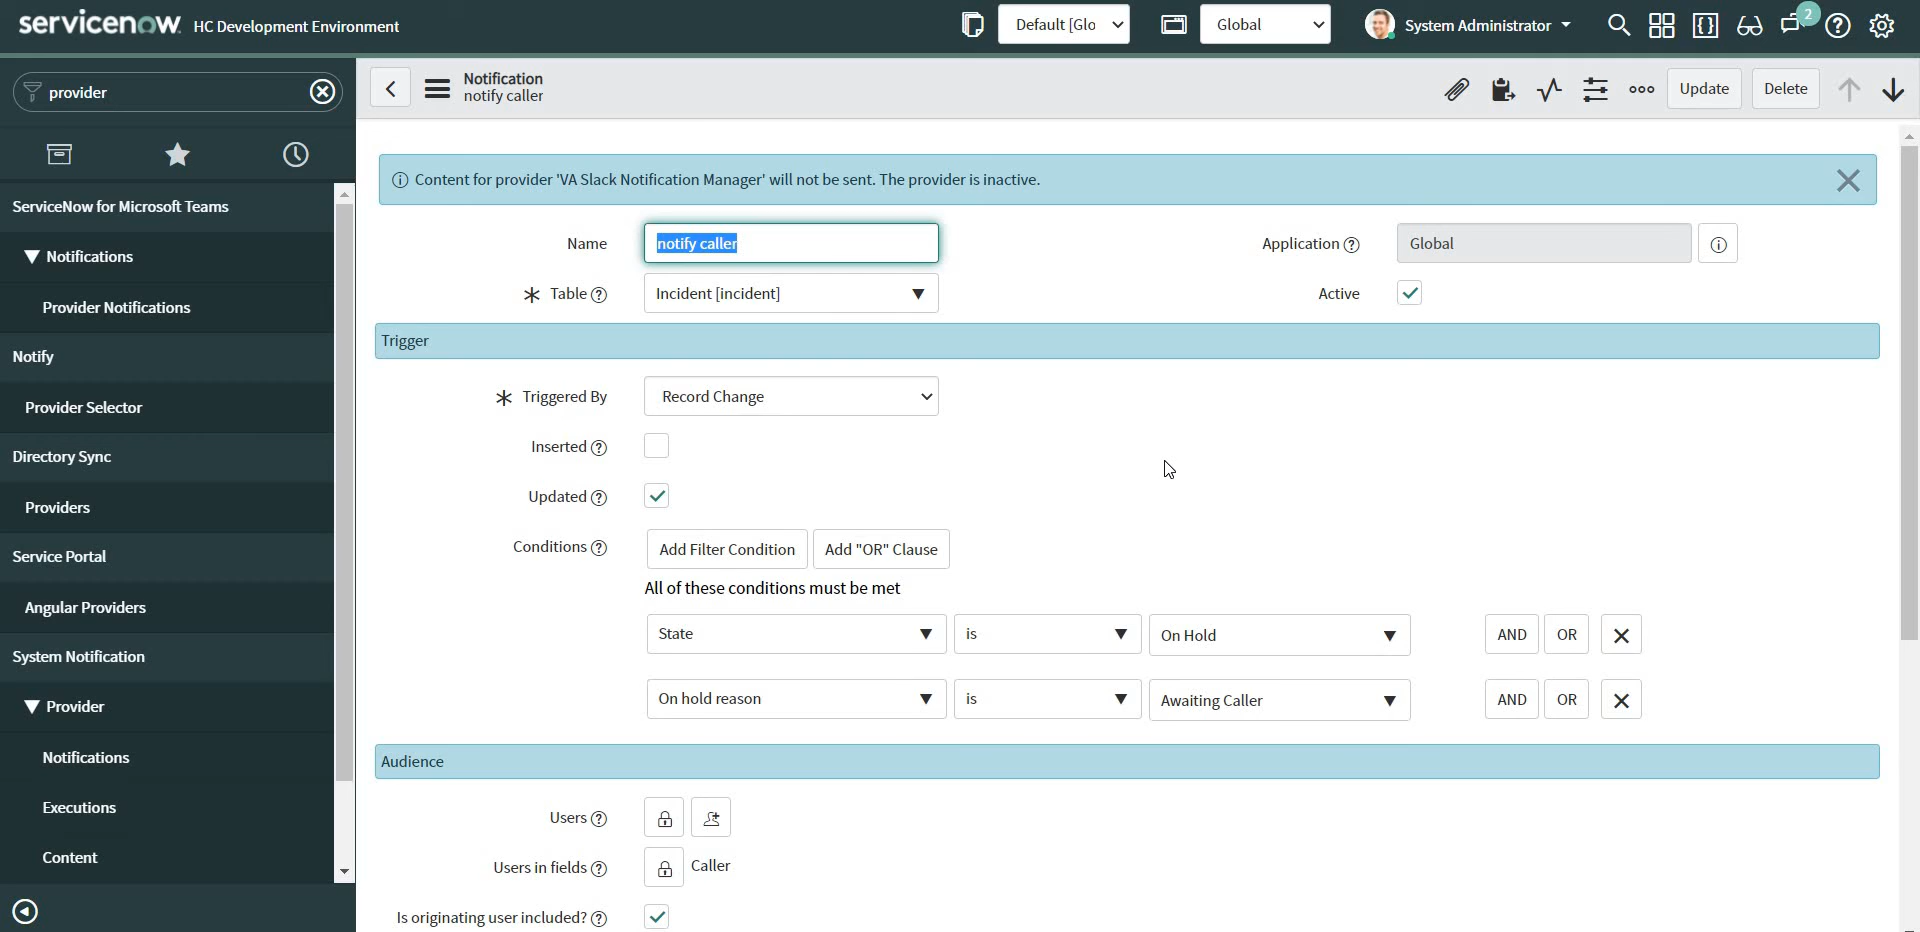 servicenow. HC Development Environment
Default [Glo
Global
System Administrator
2
provider
Notification
notify caller
Update
Delete
ServiceNow for Microsoft Teams
Notifications
Provider Notifications
Notify
Provider Selector
Directory Sync
Providers
Service Portal
Angular Providers
System Notification
Provider
Notifications
Executions
Content
Content for provider 'VA Slack Notification Manager' will not be sent. The provider is inactive.
Name
notify caller
Application
Global
Table
Incident [incident]
Active
Trigger
Triggered By
Record Change
Inserted
Updated
Conditions
Add Filter Condition
Add "OR" Clause
All of these conditions must be met
State
is
On Hold
AND
OR
On hold reason
is
Awaiting Caller
AND
OR
Audience
Users
Users in fields
Caller
Is originating user included?